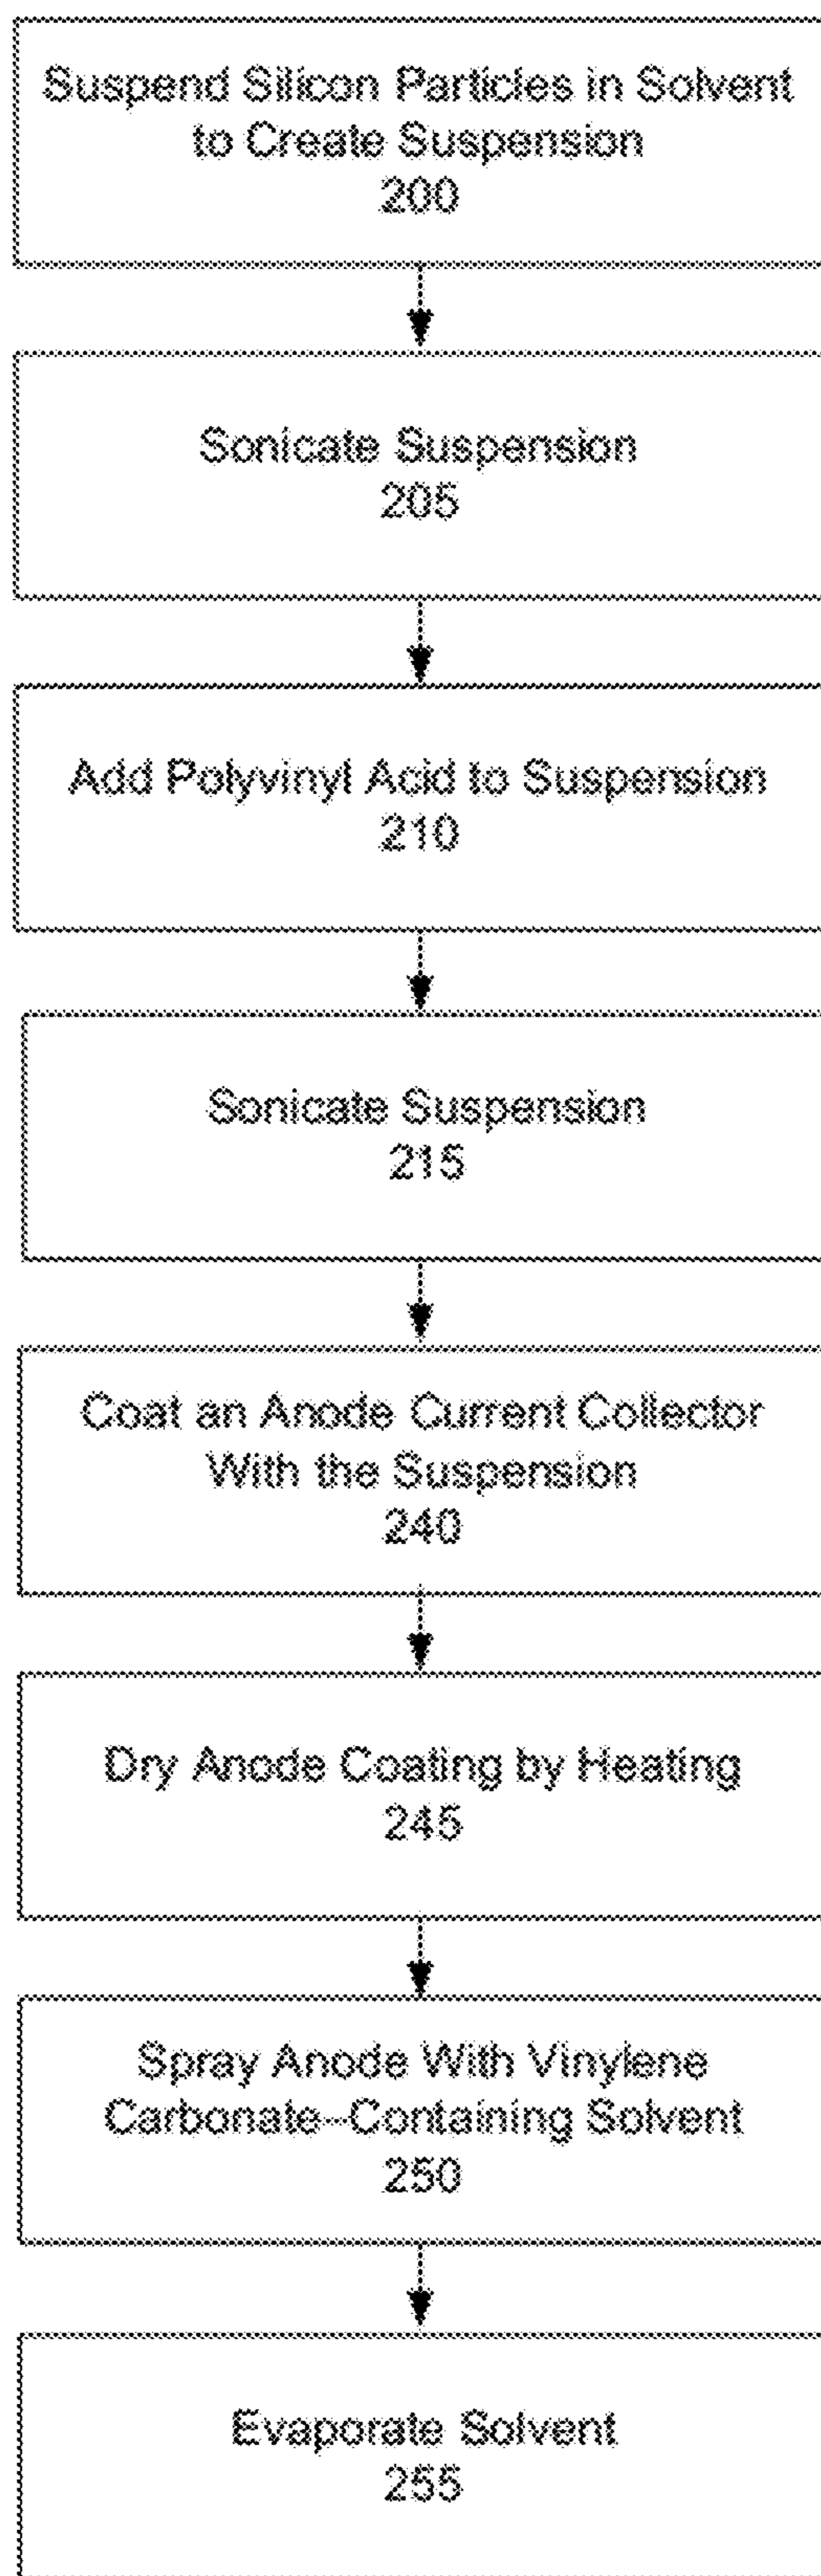 Suspend Silicon Particles in Solvent
to Create Suspension
200
Sonicate Suspension
205
Add Polyvinyl Acid to Suspension
210
Sonicate Suspension
215
Coat an Anode Current Collector
With the Suspension
240
Dry Anode Coating by Heating
245
Spray Anode With Vinylene
Carbonate-Containing Solvent
250
Evaporate Solvent
255